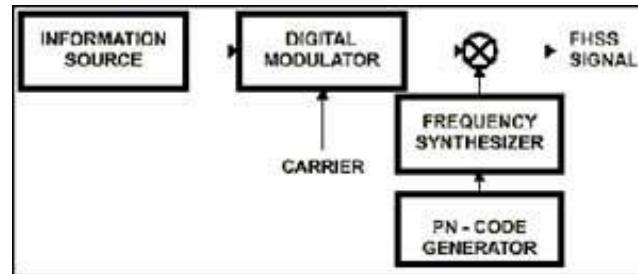 INFORMATION
SOURCE
DIGITAL
MODULATOR
FHSS
SIGNAL
CARRIER
FREQUENCY
SYNTHESIZER
PN - CODE
GENERATOR